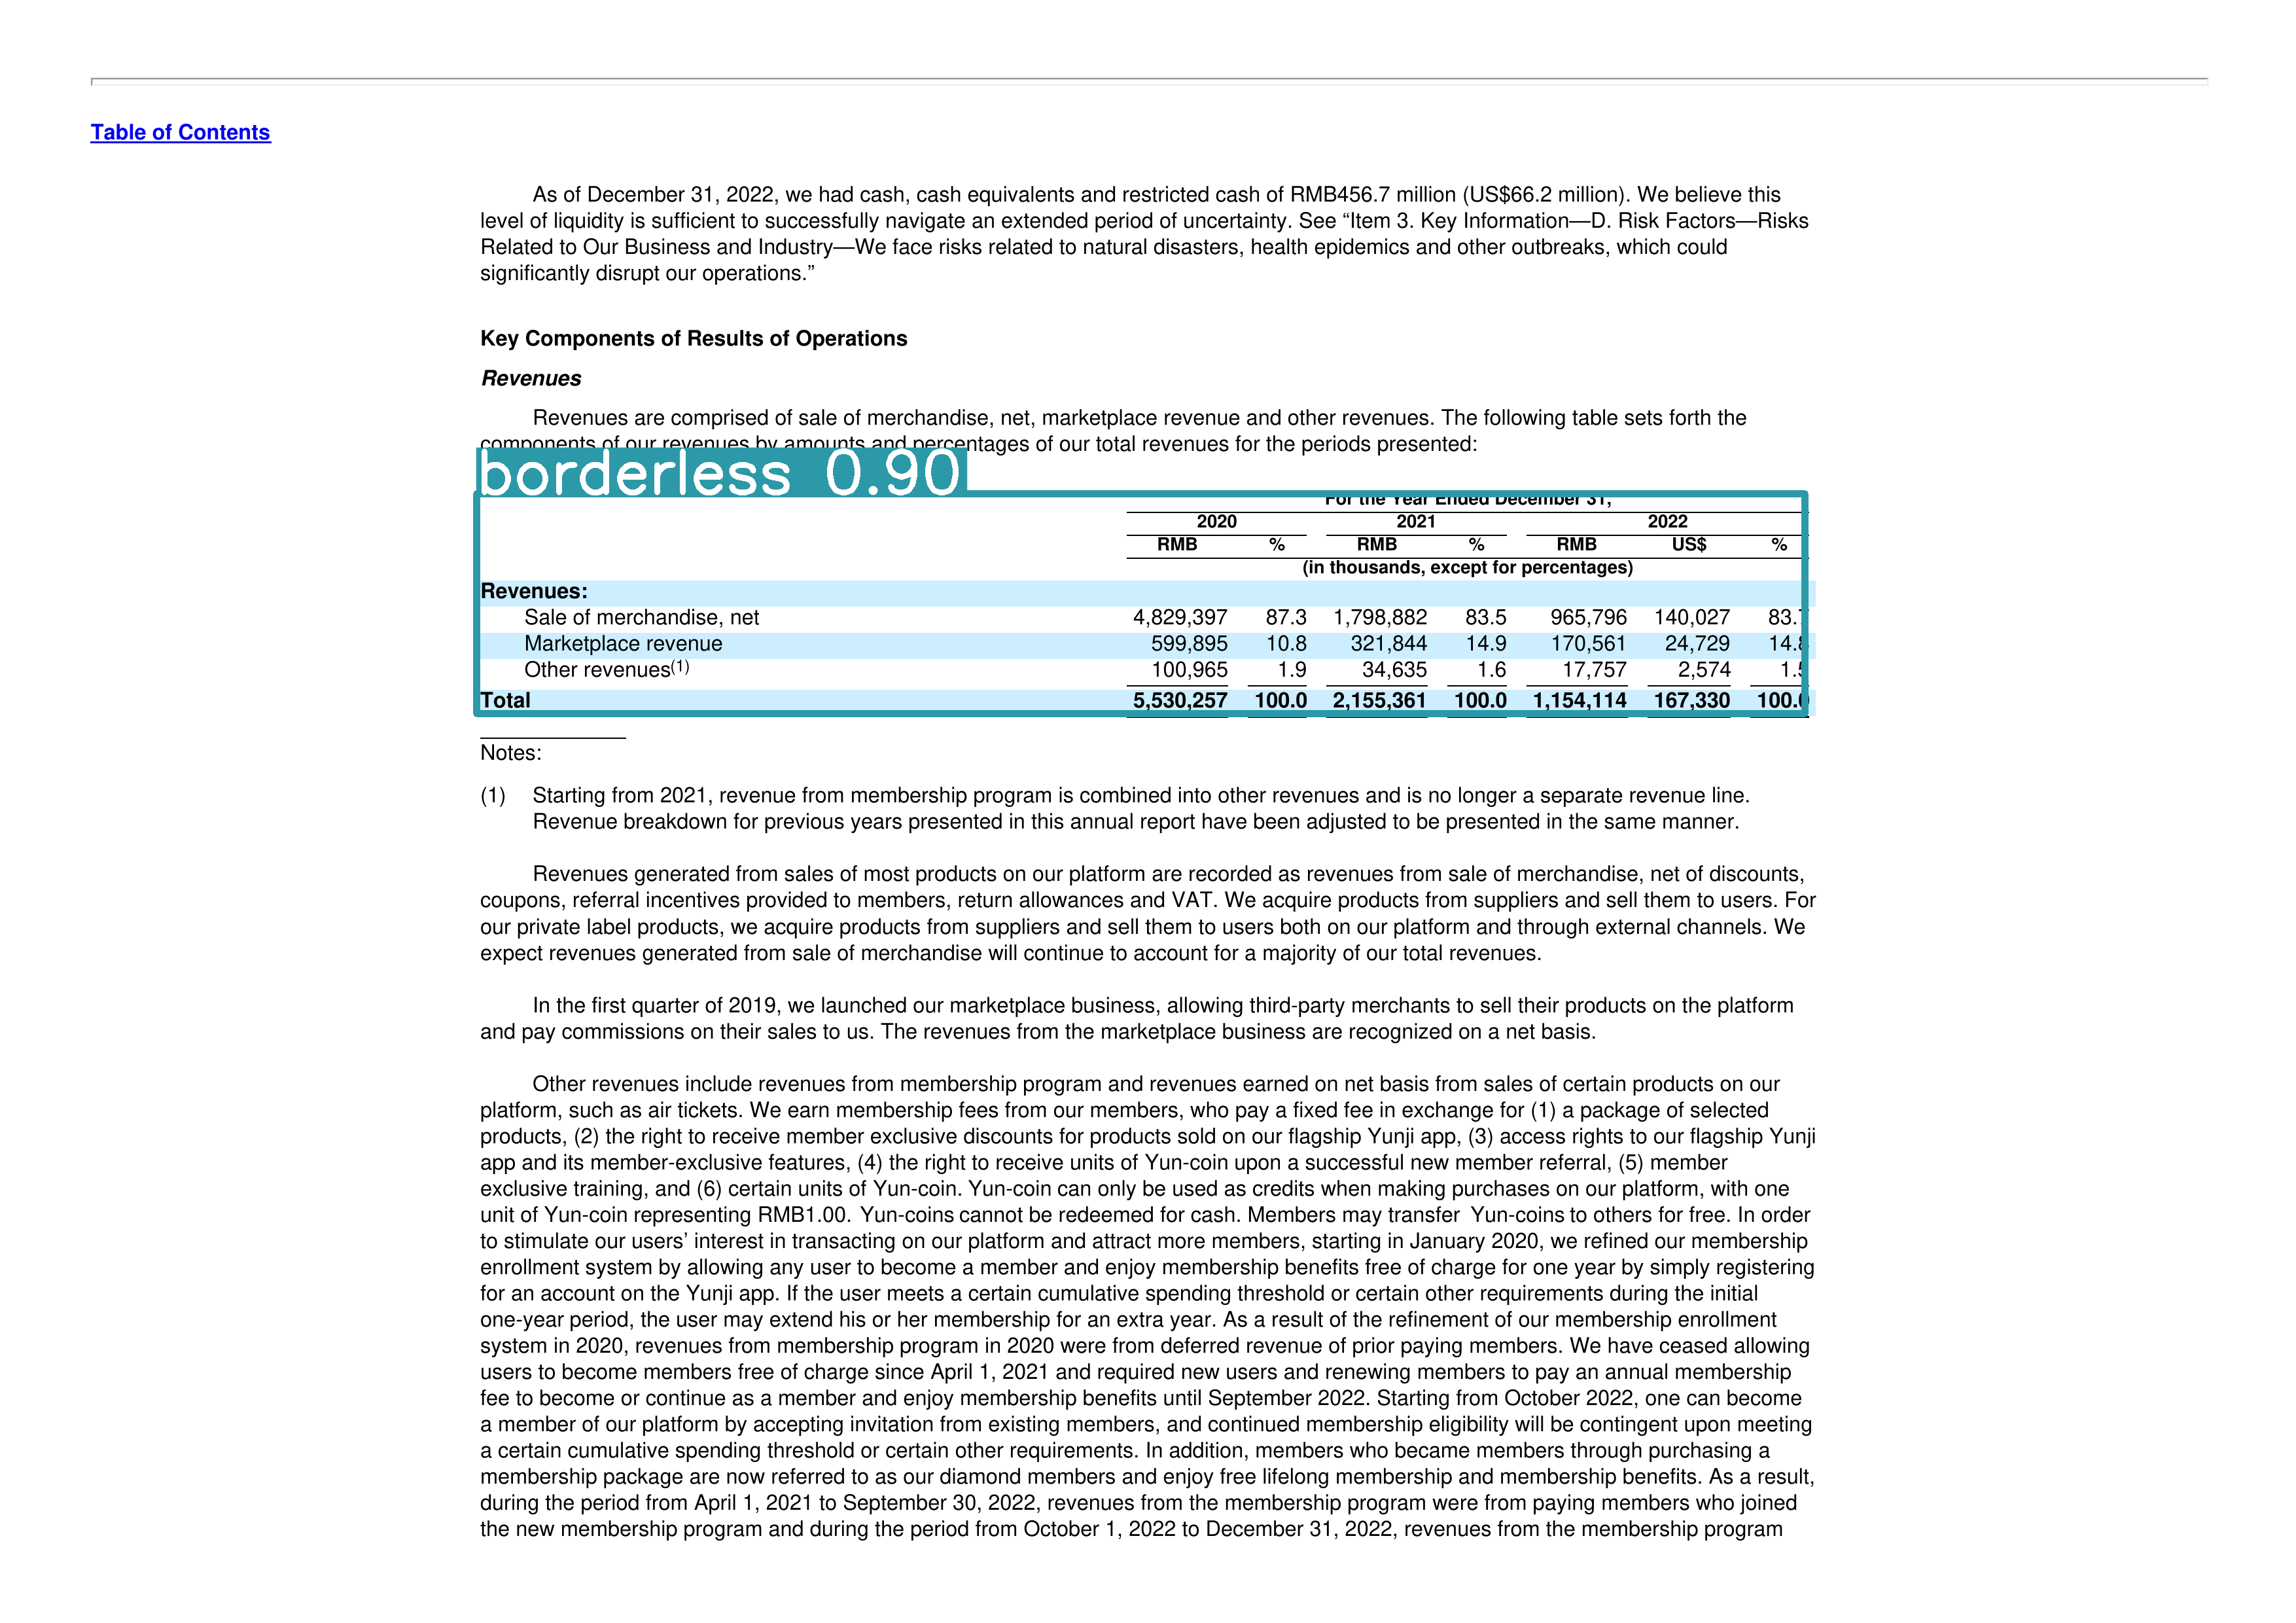 Table of Contents
As of December 31, 2022, we had cash, cash equivalents and restricted cash of RMB456.7 million (US$66.2 million). We believe this
level of liquidity is sufficient to successfully navigate an extended period of uncertainty. See “Item 3. Key Information—D. Risk Factors—Risks
Related to Our Business and Industry—We face risks related to natural disasters, health epidemics and other outbreaks, which could
significantly disrupt our operations.”
Key Components of Results of Operations
Revenues
Revenues are comprised of sale of merchandise, net, marketplace revenue and other revenues. The following table sets forth the
components of our revenues by amounts and percentages of our total revenues for the periods presented:
borderless 0.90
For the Year Ended December 31,
2020 2021 2022
RMB % RMB % RMB US$ %
(in thousands, except for percentages)
Revenues:
Sale of merchandise, net 4,829,397 87.3 1,798,882 83.5 965,796 140,027 83.7
Marketplace revenue 599,895 10.8 321,844 14.9 170,561 24,729 14.8
Other revenues(1) 100,965 1.9 34,635 1.6 17,757 2,574 1.5
Total 5,530,257 100.0 2,155,361 100.0 1,154,114 167,330 100.0
Notes:
(1) Starting from 2021, revenue from membership program is combined into other revenues and is no longer a separate revenue line.
Revenue breakdown for previous years presented in this annual report have been adjusted to be presented in the same manner.
Revenues generated from sales of most products on our platform are recorded as revenues from sale of merchandise, net of discounts,
coupons, referral incentives provided to members, return allowances and VAT. We acquire products from suppliers and sell them to users. For
our private label products, we acquire products from suppliers and sell them to users both on our platform and through external channels. We
expect revenues generated from sale of merchandise will continue to account for a majority of our total revenues.
In the first quarter of 2019, we launched our marketplace business, allowing third-party merchants to sell their products on the platform
and pay commissions on their sales to us. The revenues from the marketplace business are recognized on a net basis.
Other revenues include revenues from membership program and revenues earned on net basis from sales of certain products on our
platform, such as air tickets. We earn membership fees from our members, who pay a fixed fee in exchange for (1) a package of selected
products, (2) the right to receive member exclusive discounts for products sold on our flagship Yunji app, (3) access rights to our flagship Yunji
app and its member-exclusive features, (4) the right to receive units of Yun-coin upon a successful new member referral, (5) member
exclusive training, and (6) certain units of Yun-coin. Yun-coin can only be used as credits when making purchases on our platform, with one
unit of Yun-coin representing RMB1.00. Yun-coins cannot be redeemed for cash. Members may transfer Yun-coins to others for free. In order
to stimulate our users’ interest in transacting on our platform and attract more members, starting in January 2020, we refined our membership
enrollment system by allowing any user to become a member and enjoy membership benefits free of charge for one year by simply registering
for an account on the Yunji app. If the user meets a certain cumulative spending threshold or certain other requirements during the initial
one-year period, the user may extend his or her membership for an extra year. As a result of the refinement of our membership enrollment
system in 2020, revenues from membership program in 2020 were from deferred revenue of prior paying members. We have ceased allowing
users to become members free of charge since April 1, 2021 and required new users and renewing members to pay an annual membership
fee to become or continue as a member and enjoy membership benefits until September 2022. Starting from October 2022, one can become
a member of our platform by accepting invitation from existing members, and continued membership eligibility will be contingent upon meeting
a certain cumulative spending threshold or certain other requirements. In addition, members who became members through purchasing a
membership package are now referred to as our diamond members and enjoy free lifelong membership and membership benefits. As a result,
during the period from April 1, 2021 to September 30, 2022, revenues from the membership program were from paying members who joined
the new membership program and during the period from October 1, 2022 to December 31, 2022, revenues from the membership program